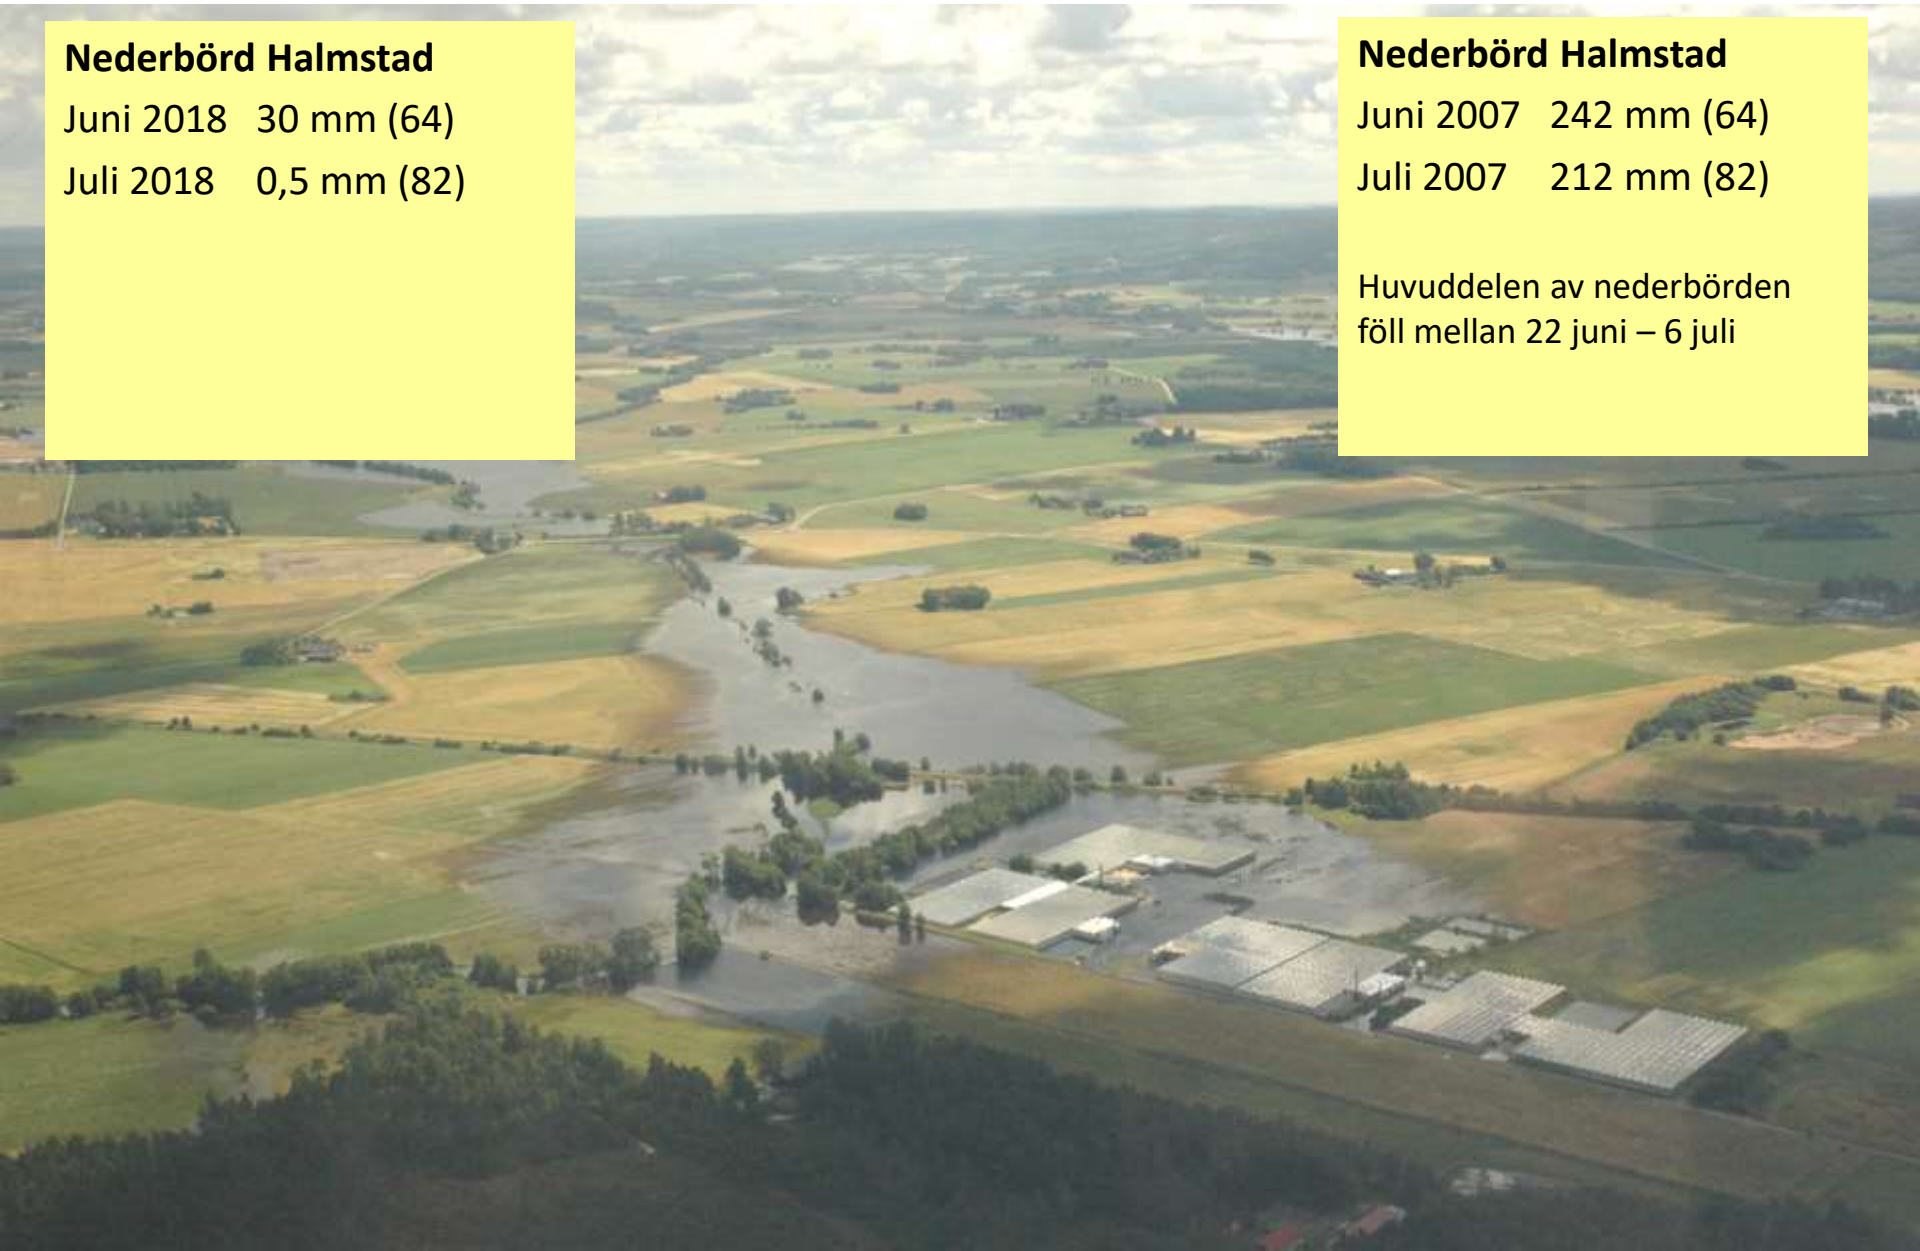 Nederbörd Halmstad
Juni 2018 30 mm (64)
Juli 2018 0,5 mm (82)
Nederbörd Halmstad
Juni 2007 242 mm (64)
Juli 2007 212 mm (82)
Huvuddelen av nederbörden
föll mellan 22 juni – 6 juli